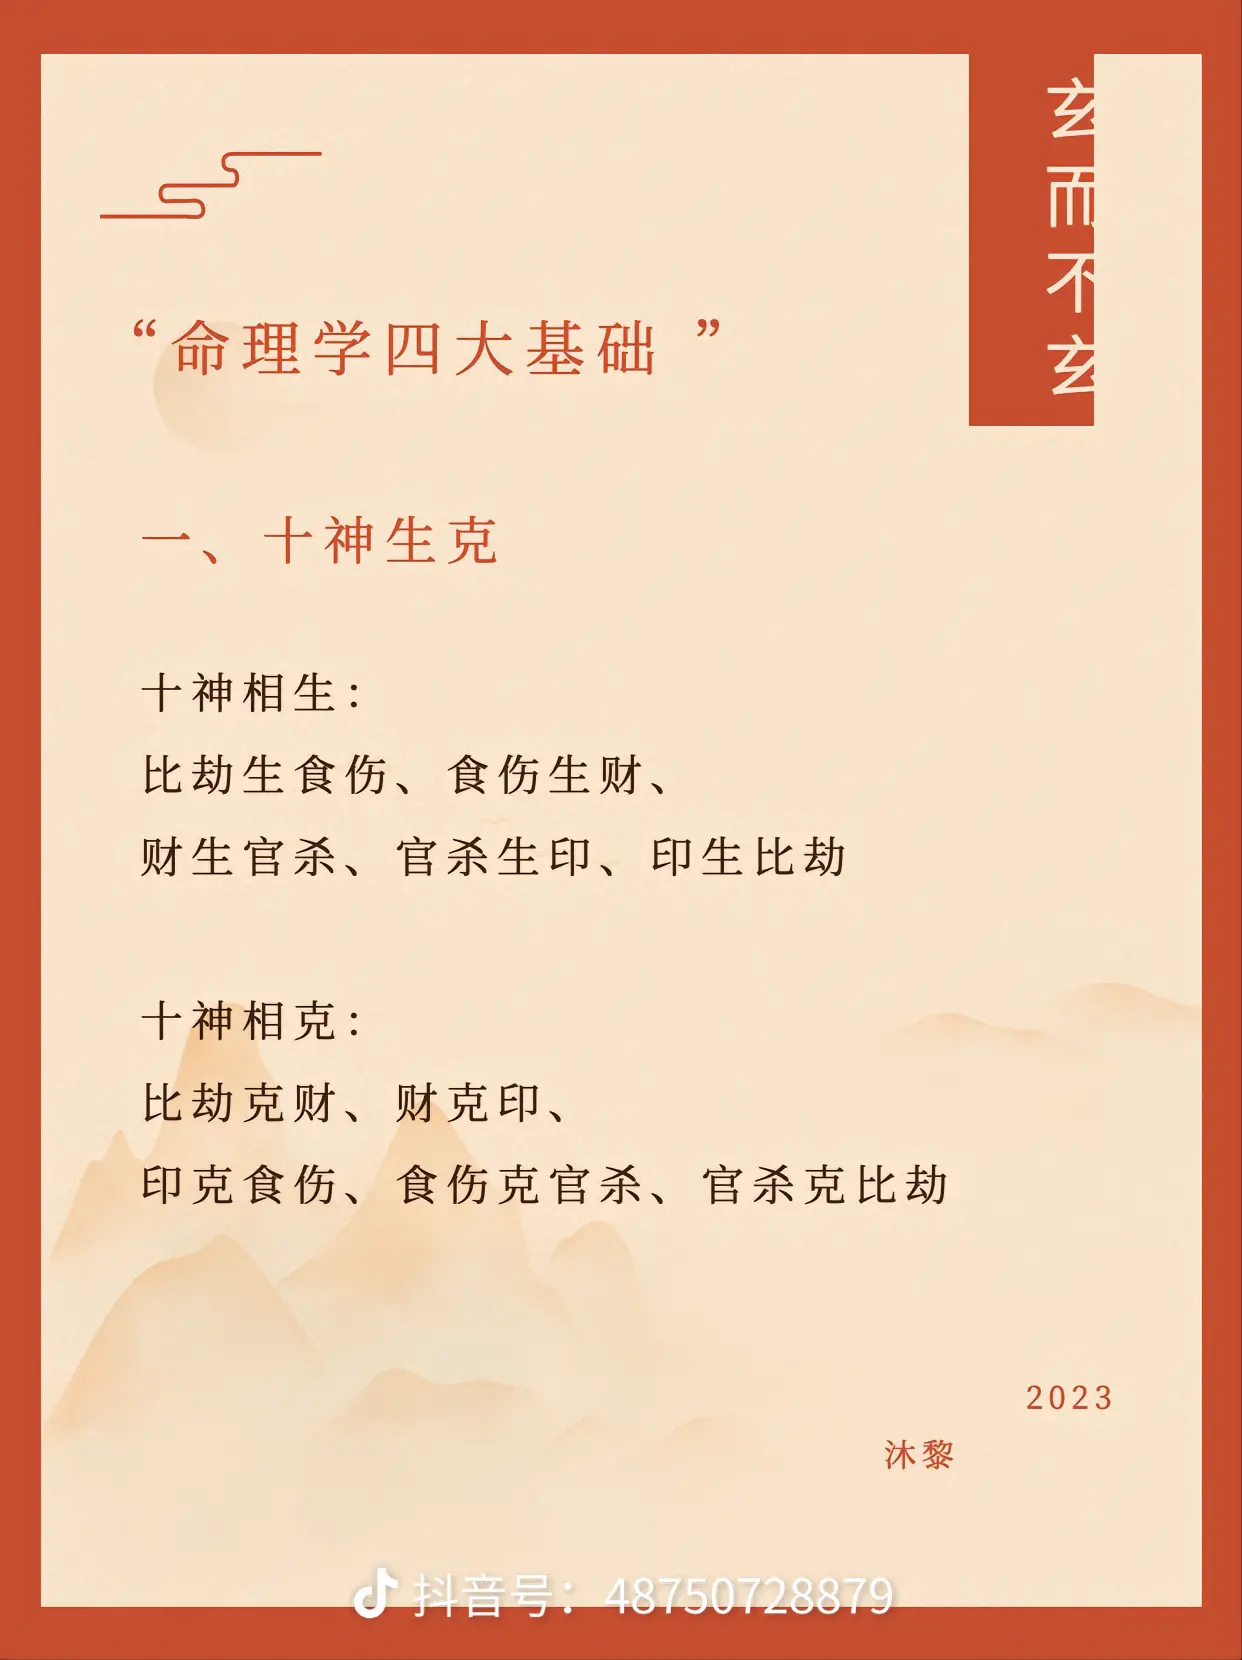 玄而不玄
“命理学四大基础 ”
一、十神生克
十神相生：
比劫生食伤、食伤生财、
财生官杀、官杀生印、印生比劫
十神相克：
比劫克财、财克印、
印克食伤、食伤克官杀、官杀克比劫
2023
沐黎
抖音号：48750728879